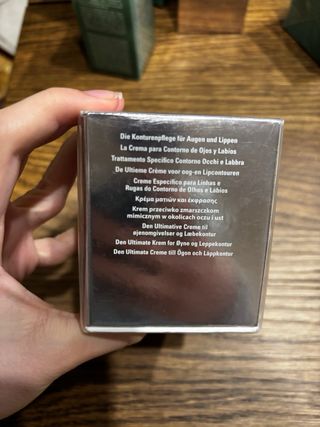 Die Konturenpflege für Augen und Lippen
La Crema para Contorno de Ojos y Labios
Trattamento Specifico Contorno Occhi e Labbra
De Ultieme Crème voor oog-en Lipcontouren
Creme Específico para Linhas e
Rugas do Contorno de Olhos e Lábios
Κρέμα ματιών και έκφρασης
Krem przeciwko zmarszczkom
mimicznym w okolicach oczu i ust
Den Ultimative Creme til
øjenomgivelser og Læbekontur
Den Ultimate Krem for Øyne og Leppekontur
Den Ultimata Creme till Ögon och Läppkontur